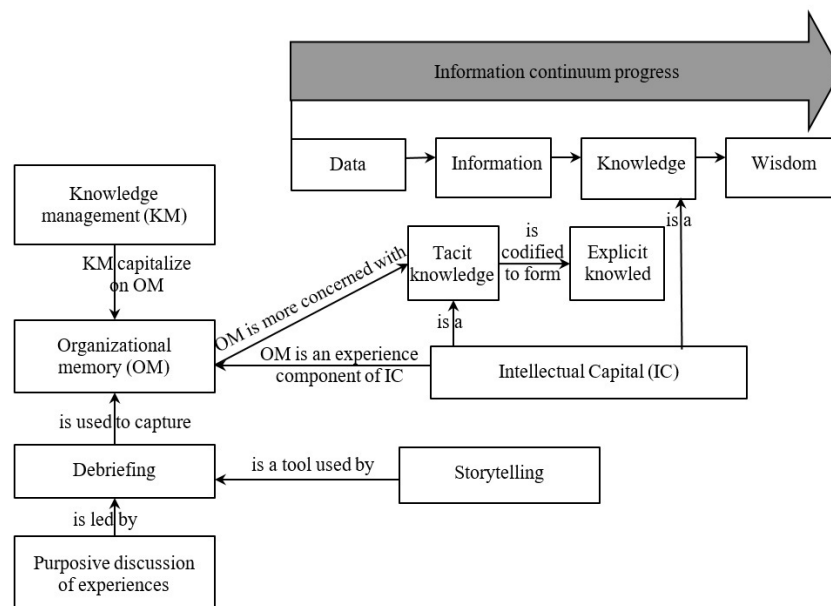 Information continuum progress
Data
Information
Knowledge
Wisdom
Knowledge
management (KM)
is a
Tacit
knowledge
is
codified
to form
Explicit
knowled
KM capitalize
on OM
OM is more concerned with
is a
Organizational
memory (OM)
OM is an experience
component of IC
Intellectual Capital (IC)
is used to capture
Debriefing
is a tool used by
Storytelling
is led by
Purposive discussion
of experiences